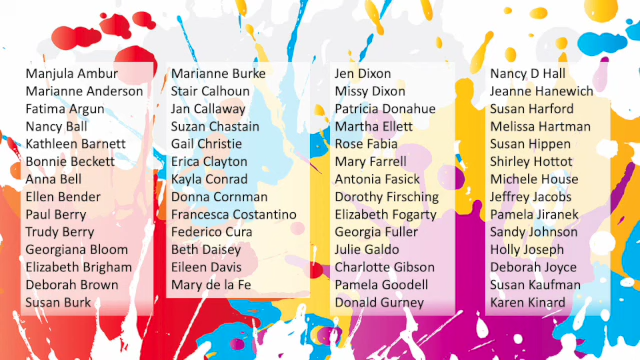 Manjula Ambur
Marianne Anderson
Fatima Argun
Nancy Ball
Kathleen Barnett
Bonnie Beckett
Anna Bell
Ellen Bender
Paul Berry
Trudy Berry
Georgiana Bloom
Elizabeth Brigham
Deborah Brown
Susan Burk
Marianne Burke
Stair Calhoun
Jan Callaway
Suzan Chastain
Gail Christie
Erica Clayton
Kayla Conrad
Donna Cornman
Francesca Costantino
Federico Cura
Beth Daisey
Eileen Davis
Mary de la Fe
Jen Dixon
Missy Dixon
Patricia Donahue
Martha Ellett
Rose Fabia
Mary Farrell
Antonia Fasick
Dorothy Firsching
Elizabeth Fogarty
Georgia Fuller
Julie Galdo
Charlotte Gibson
Pamela Goodell
Donald Gurney
Nancy D Hall
Jeanne Hanewich
Susan Harford
Melissa Hartman
Susan Hippen
Shirley Hottot
Michele House
Jeffrey Jacobs
Pamela Jiranek
Sandy Johnson
Holly Joseph
Deborah Joyce
Susan Kaufman
Karen Kinard